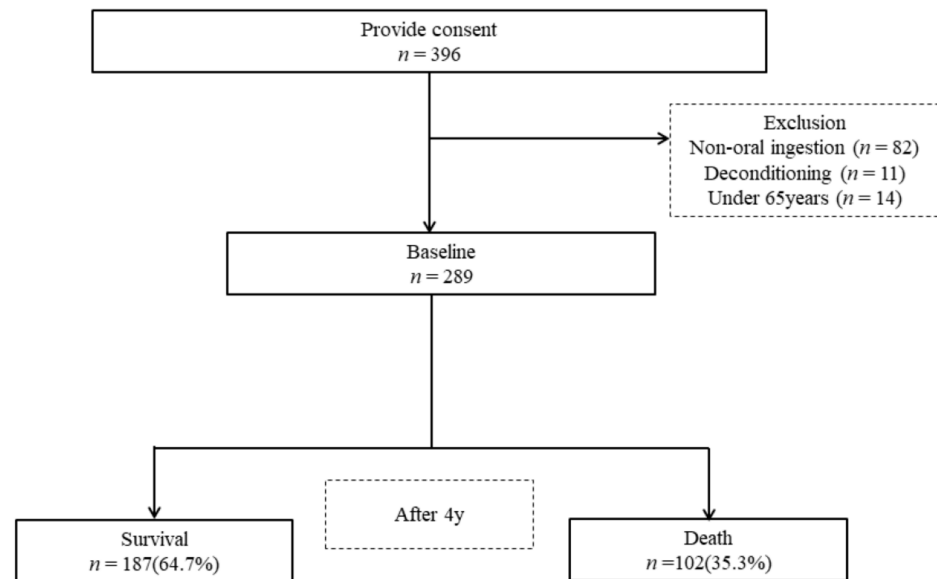 Provide consent
n = 396
Exclusion
Non-oral ingestion (n = 82)
Deconditioning (n = 11)
Under 65years (n = 14)
Baseline
n = 289
After 4y
Survival
n = 187(64.7%)
Death
n =102(35.3%)